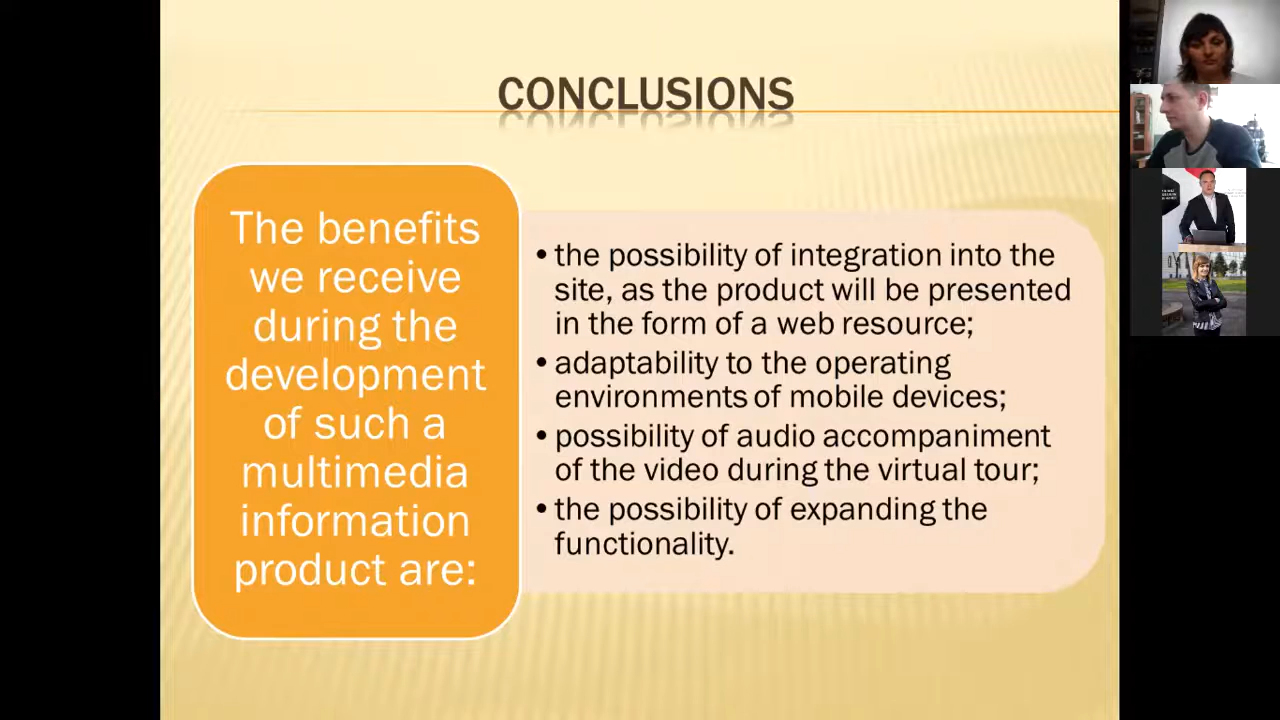 CONCLUSIONS
The benefits
we receive
during the
development
of such a
multimedia
information
product are:
• the possibility of integration into the
site, as the product will be presented
in the form of a web resource;
• adaptability to the operating
environments of mobile devices;
• possibility of audio accompaniment
of the video during the virtual tour;
• the possibility of expanding the
functionality.